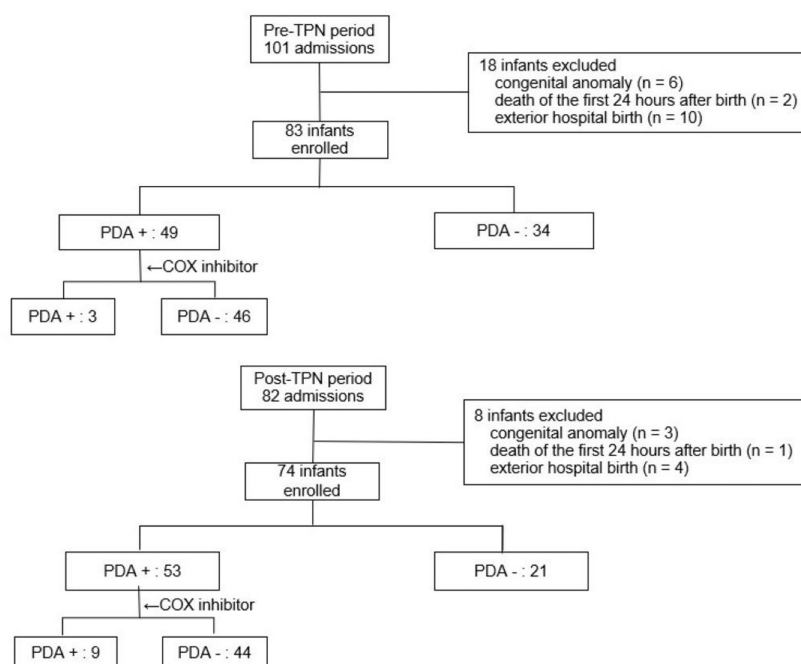 Pre-TPN period
101 admissions
18 infants excluded
congenital anomaly (n = 6)
death of the first 24 hours after birth (n = 2)
exterior hospital birth (n = 10)
83 infants
enrolled
PDA + : 49
PDA - : 34
←COX inhibitor
PDA + : 3
PDA - : 46
Post-TPN period
82 admissions
8 infants excluded
congenital anomaly (n = 3)
death of the first 24 hours after birth (n = 1)
exterior hospital birth (n = 4)
74 infants
enrolled
PDA + : 53
PDA - : 21
←COX inhibitor
PDA + : 9
PDA - : 44